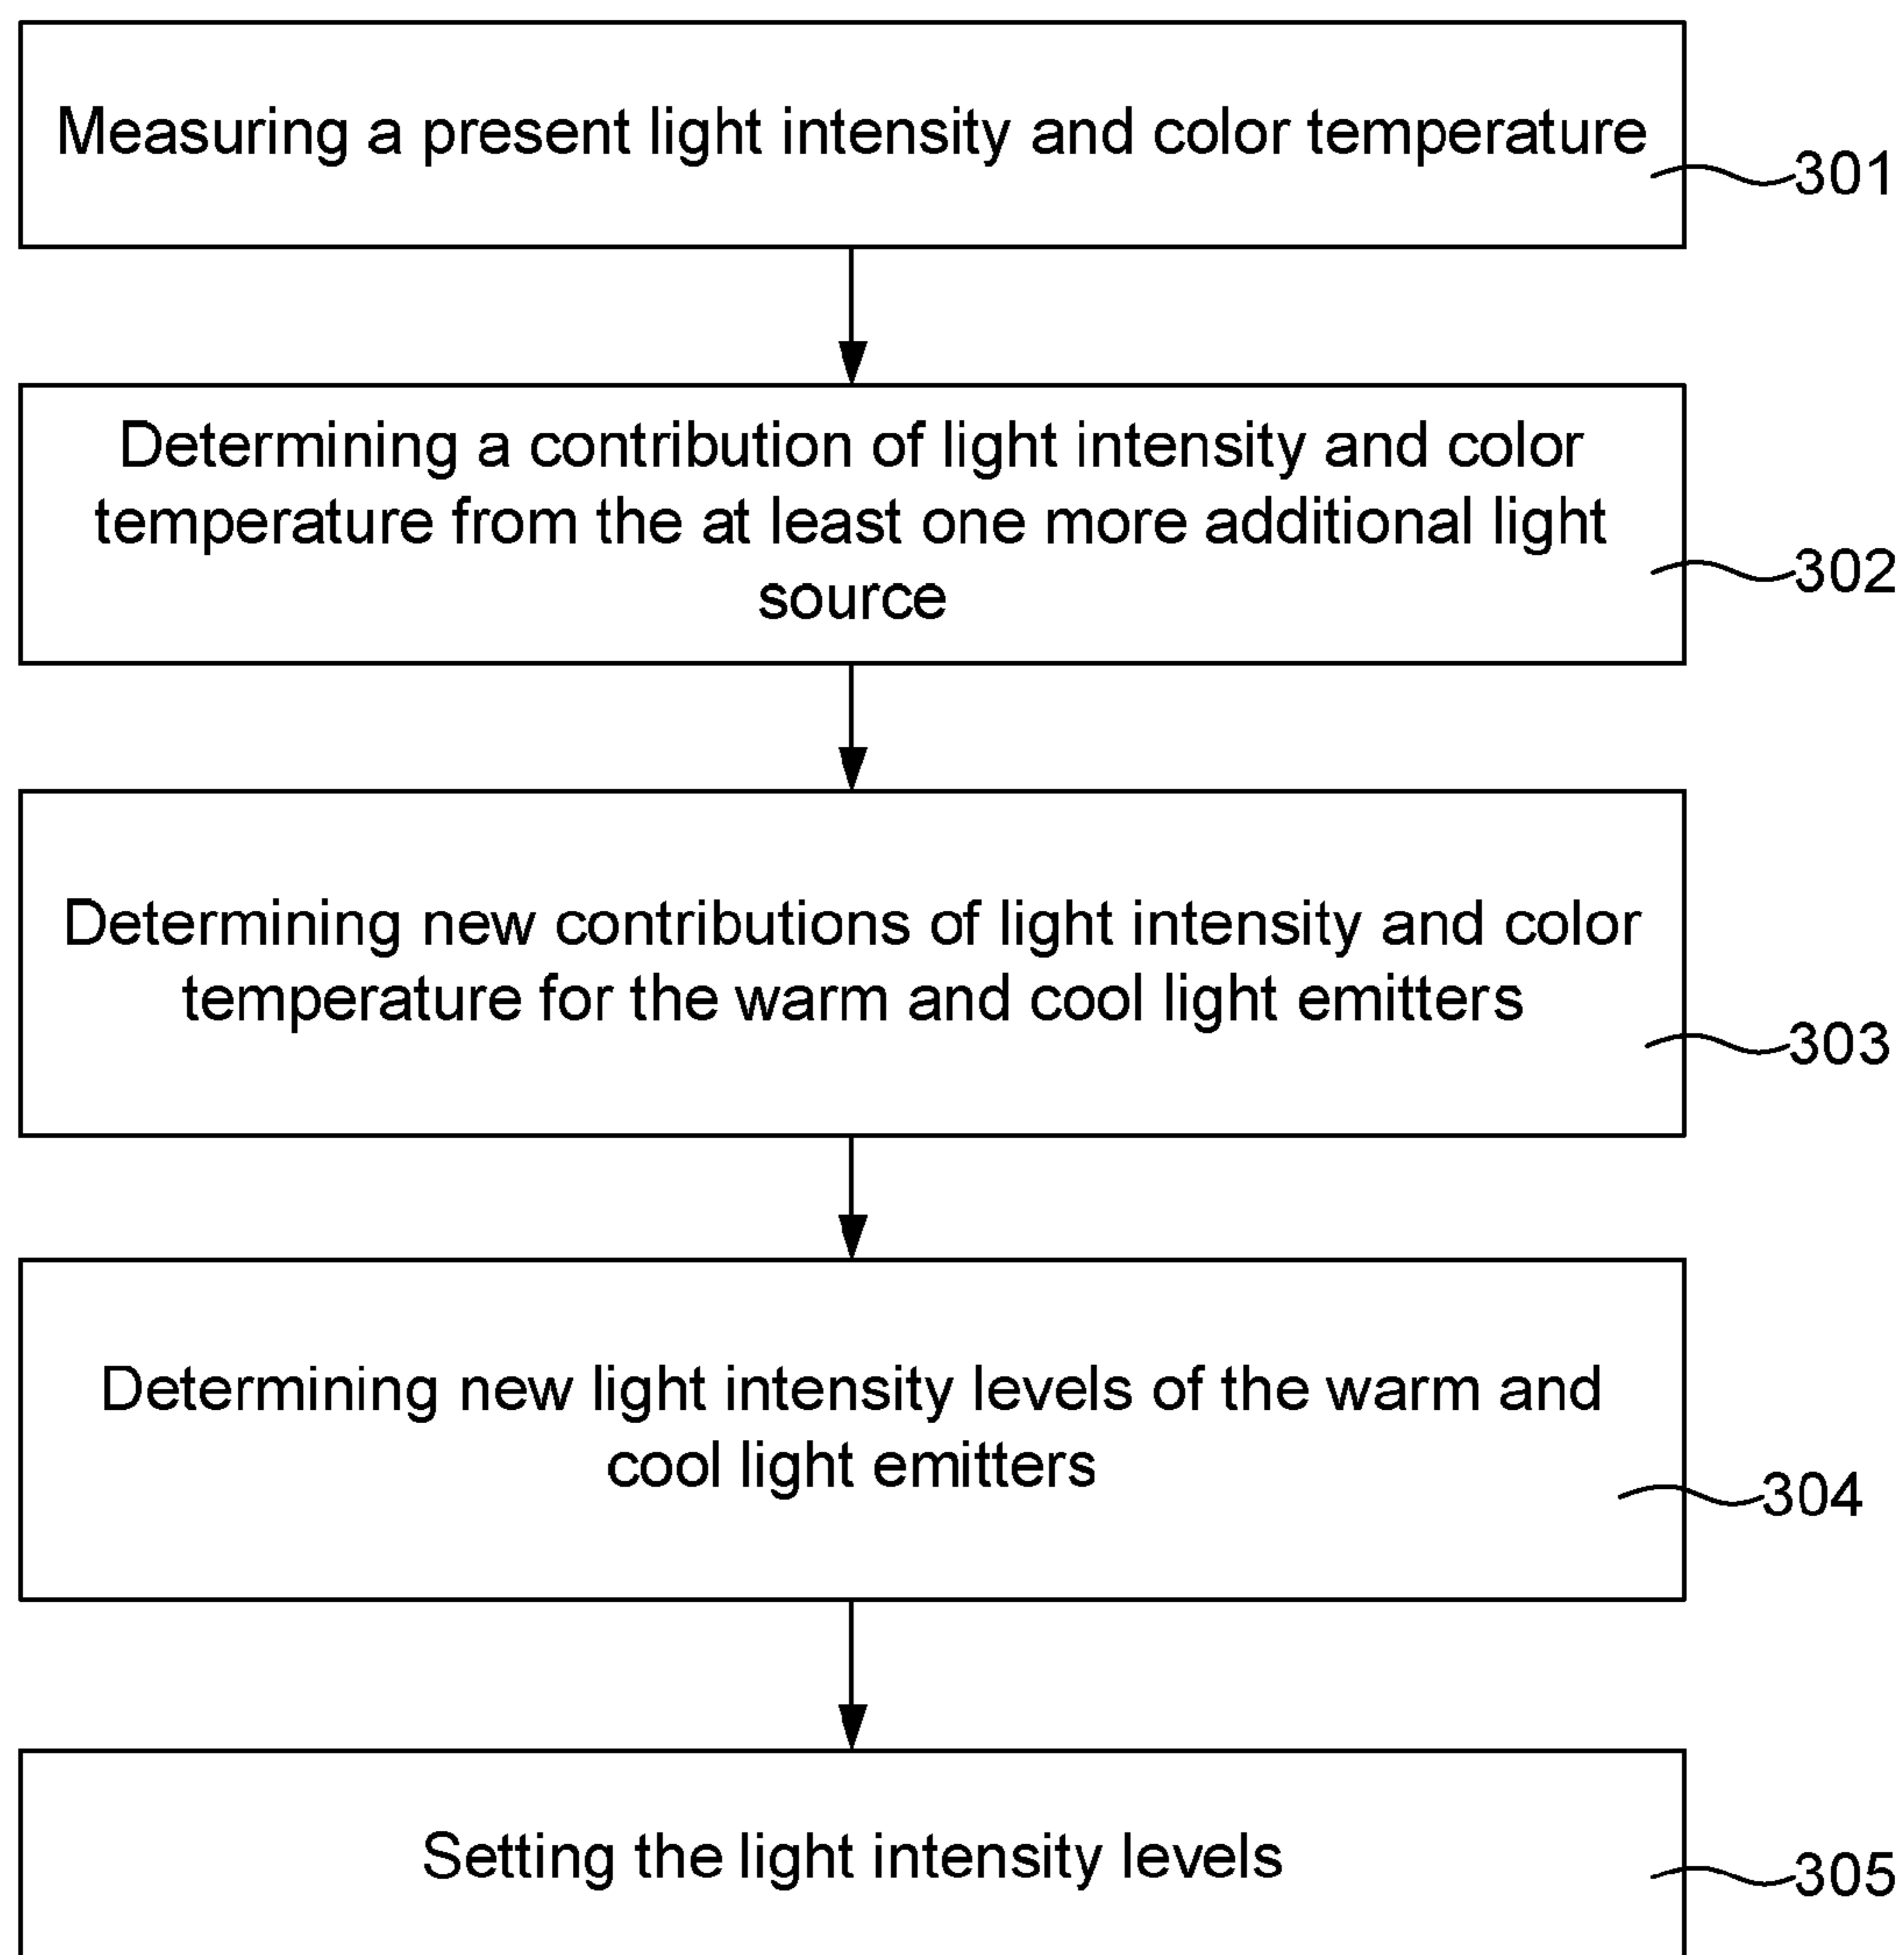 Measuring a present light intensity and color temperature
301
Determining a contribution of light intensity and color
temperature from the at least one more additional light
source
302
Determining new contributions of light intensity and color
temperature for the warm and cool light emitters
303
Determining new light intensity levels of the warm and
cool light emitters
304
Setting the light intensity levels
305